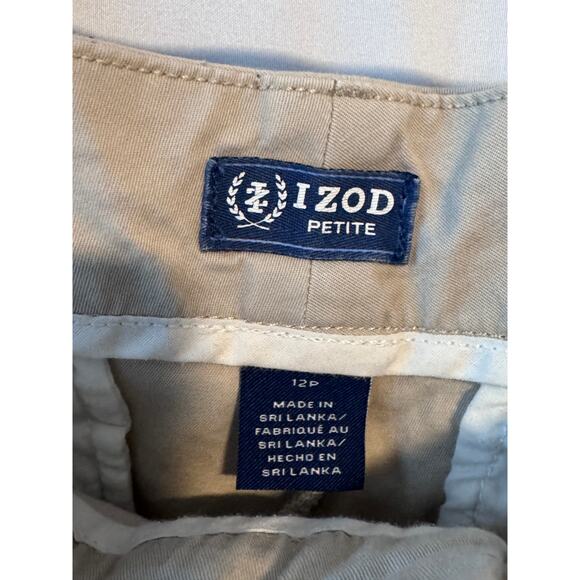 IZOD
PETITE
12P
MADE IN
SRI LANKA/
FABRIQUÉ AU
SRI LANKA/
HECHO EN
SRI LANKA